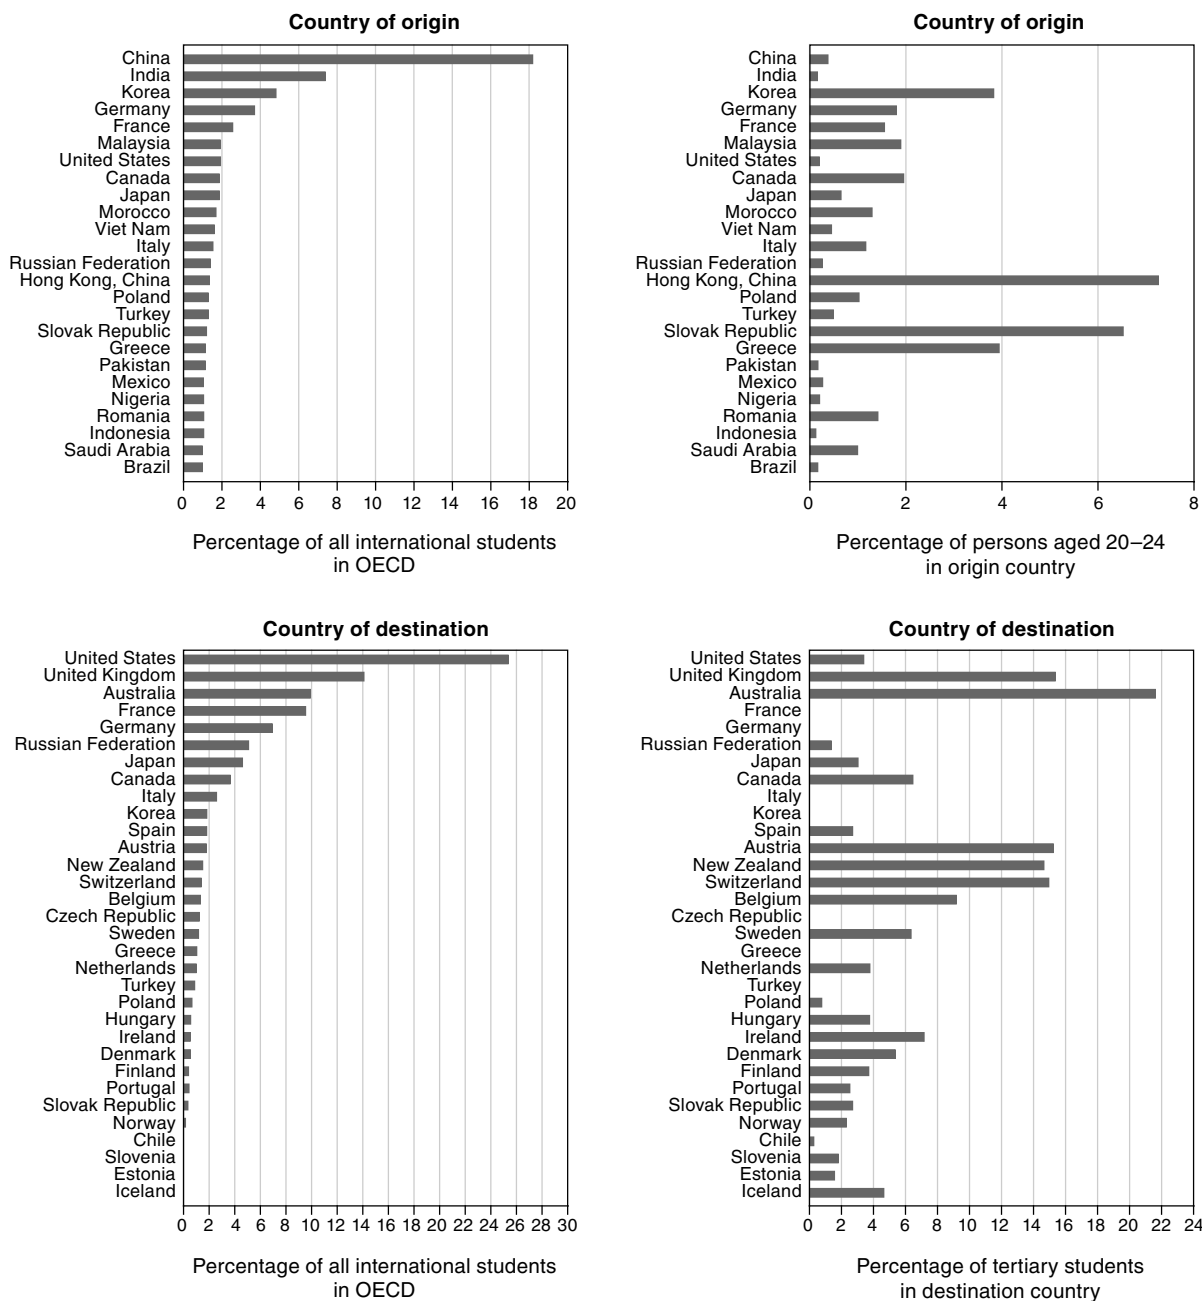 Country of origin
China
India
Korea
Germany
France
Malaysia
United States
Canada
Japan
Morocco
Viet Nam
Italy
Russian Federation
Hong Kong, China
Poland
Turkey
Slovak Republic
Greece
Pakistan
Mexico
Nigeria
Romania
Indonesia
Saudi Arabia
Brazil
0 2 4 6 8 10 12 14 16 18 20
Percentage of all international students
in OECD
Country of origin
China
India
Korea
Germany
France
Malaysia
United States
Canada
Japan
Morocco
Viet Nam
Italy
Russian Federation
Hong Kong, China
Poland
Turkey
Slovak Republic
Greece
Pakistan
Mexico
Nigeria
Romania
Indonesia
Saudi Arabia
Brazil
0 2 4 6 8
Percentage of persons aged 20–24
in origin country
Country of destination
United States
United Kingdom
Australia
France
Germany
Russian Federation
Japan
Canada
Italy
Korea
Spain
Austria
New Zealand
Switzerland
Belgium
Czech Republic
Sweden
Greece
Netherlands
Turkey
Poland
Hungary
Ireland
Denmark
Finland
Portugal
Slovak Republic
Norway
Chile
Slovenia
Estonia
Iceland
0 2 4 6 8 10 12 14 16 18 20 22 24 26 28 30
Percentage of all international students
in OECD
Country of destination
United States
United Kingdom
Australia
France
Germany
Russian Federation
Japan
Canada
Italy
Korea
Spain
Austria
New Zealand
Switzerland
Belgium
Czech Republic
Sweden
Greece
Netherlands
Turkey
Poland
Hungary
Ireland
Denmark
Finland
Portugal
Slovak Republic
Norway
Chile
Slovenia
Estonia
Iceland
0 2 4 6 8 10 12 14 16 18 20 22 24
Percentage of tertiary students
in destination country